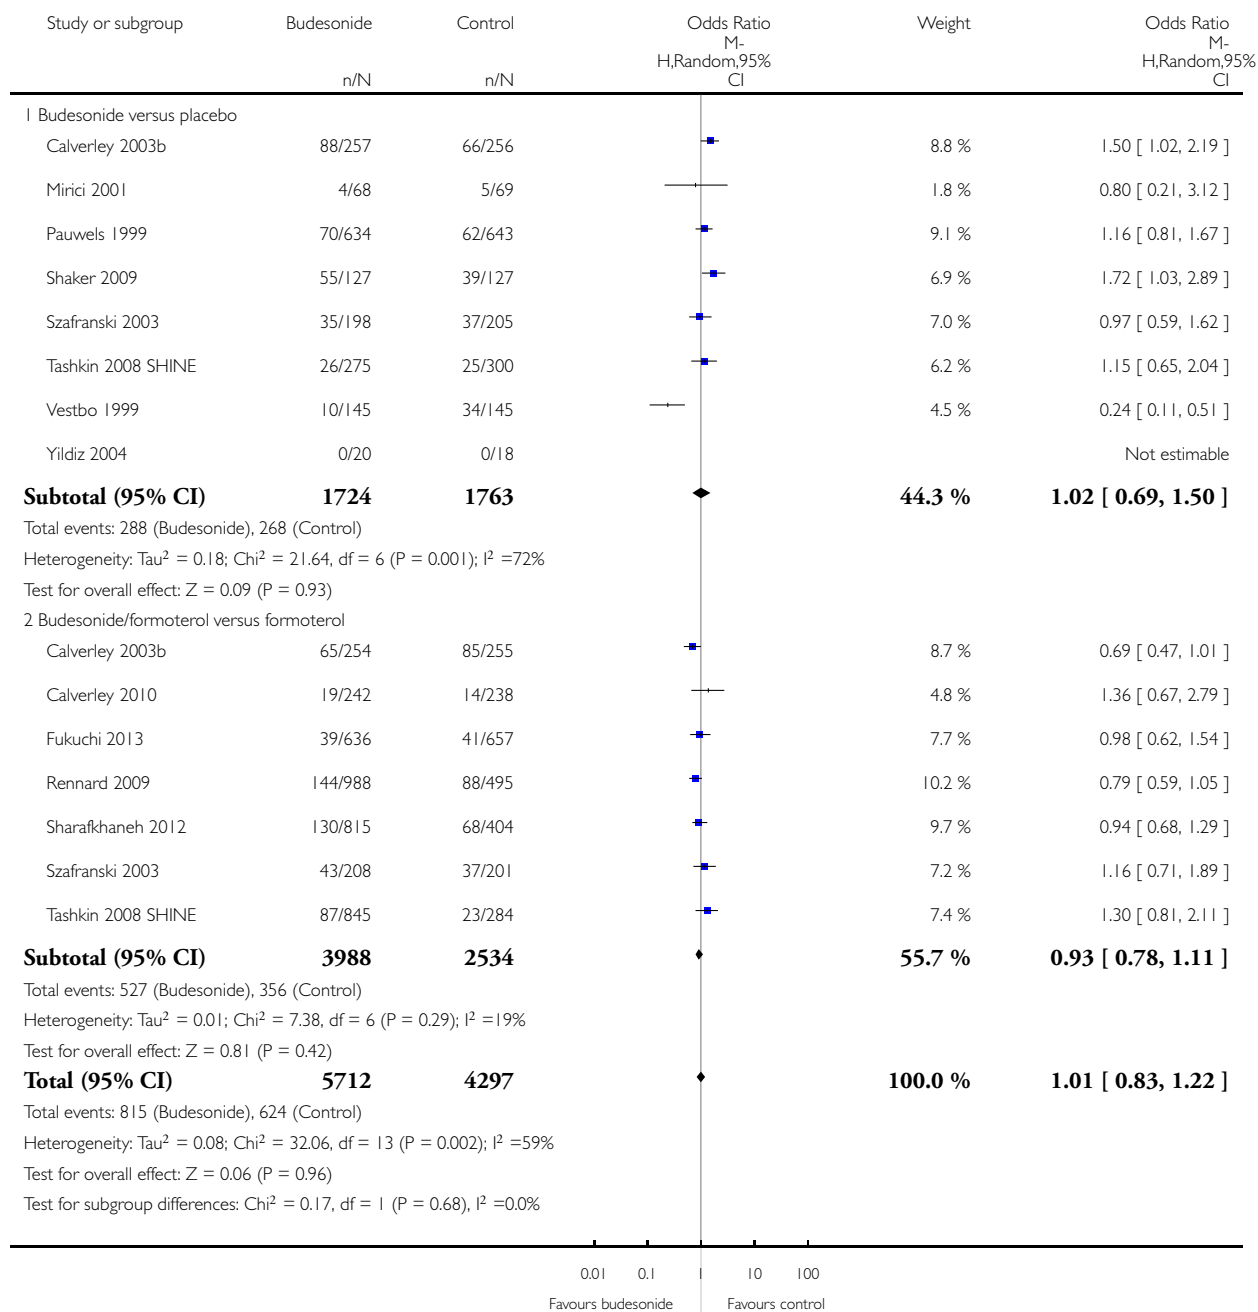 Study or subgroup Budesonide Control Odds Ratio Weight Odds Ratio
M- M-
H,Random,95% H,Random,95%
n/N n/N CI CI
1 Budesonide versus placebo
Calverley 2003b 88/257 66/256 8.8 % 1.50 [ 1.02, 2.19 ]
Mirici 2001 4/68 5/69 1.8 % 0.80 [ 0.21, 3.12 ]
Pauwels 1999 70/634 62/643 9.1 % 1.16 [ 0.81, 1.67 ]
Shaker 2009 55/127 39/127 6.9 % 1.72 [ 1.03, 2.89 ]
Szafranski 2003 35/198 37/205 7.0 % 0.97 [ 0.59, 1.62 ]
Tashkin 2008 SHINE 26/275 25/300 6.2 % 1.15 [ 0.65, 2.04 ]
Vestbo 1999 10/145 34/145 4.5 % 0.24 [ 0.11, 0.51 ]
Yildiz 2004 0/20 0/18 Not estimable
Subtotal (95% CI) 1724 1763 44.3 % 1.02 [ 0.69, 1.50 ]
Total events: 288 (Budesonide), 268 (Control)
Heterogeneity: Tau² = 0.18; Chi² = 21.64, df = 6 (P = 0.001); I² =72%
Test for overall effect: Z = 0.09 (P = 0.93)
2 Budesonide/formoterol versus formoterol
Calverley 2003b 65/254 85/255 8.7 % 0.69 [ 0.47, 1.01 ]
Calverley 2010 19/242 14/238 4.8 % 1.36 [ 0.67, 2.79 ]
Fukuchi 2013 39/636 41/657 7.7 % 0.98 [ 0.62, 1.54 ]
Rennard 2009 144/988 88/495 10.2 % 0.79 [ 0.59, 1.05 ]
Sharafkhaneh 2012 130/815 68/404 9.7 % 0.94 [ 0.68, 1.29 ]
Szafranski 2003 43/208 37/201 7.2 % 1.16 [ 0.71, 1.89 ]
Tashkin 2008 SHINE 87/845 23/284 7.4 % 1.30 [ 0.81, 2.11 ]
Subtotal (95% CI) 3988 2534 55.7 % 0.93 [ 0.78, 1.11 ]
Total events: 527 (Budesonide), 356 (Control)
Heterogeneity: Tau² = 0.01; Chi² = 7.38, df = 6 (P = 0.29); I² =19%
Test for overall effect: Z = 0.81 (P = 0.42)
Total (95% CI) 5712 4297 100.0 % 1.01 [ 0.83, 1.22 ]
Total events: 815 (Budesonide), 624 (Control)
Heterogeneity: Tau² = 0.08; Chi² = 32.06, df = 13 (P = 0.002); I² =59%
Test for overall effect: Z = 0.06 (P = 0.96)
Test for subgroup differences: Chi² = 0.17, df = 1 (P = 0.68), I² =0.0%
0.01 0.1 1 10 100
Favours budesonide Favours control